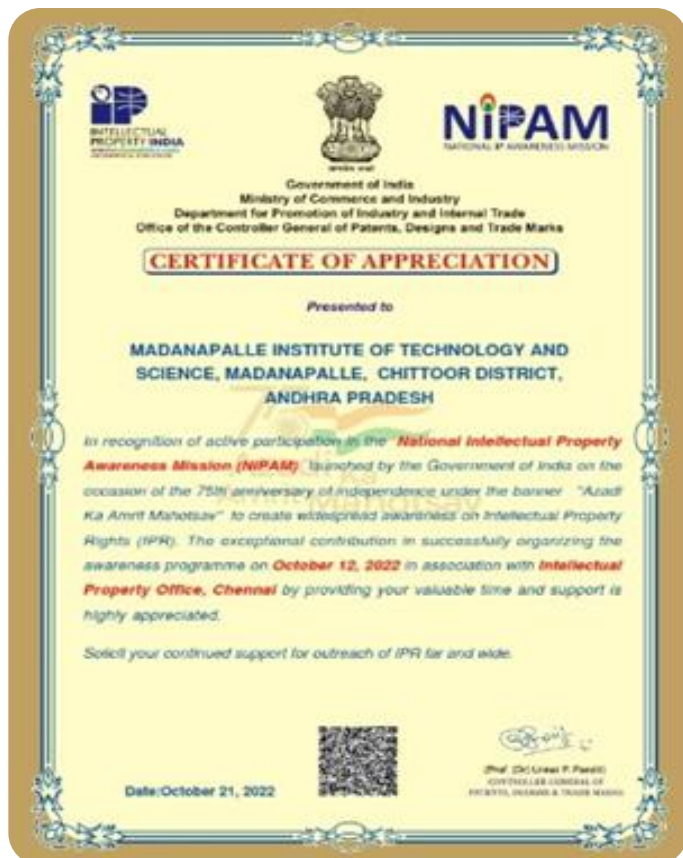 INTELLECTUAL
PROPERTY INDIA
NiPAM
NATIONAL IP AWARENESS MISSION
Government of India
Ministry of Commerce and Industry
Department for Promotion of Industry and Internal Trade
Office of the Controller General of Patents, Designs and Trade Marks
CERTIFICATE OF APPRECIATION
Presented to
MADANAPALLE INSTITUTE OF TECHNOLOGY AND
SCIENCE, MADANAPALLE, CHITTOOR DISTRICT,
ANDHRA PRADESH
In recognition of active participation in the National Intellectual Property
Awareness Mission (NIPAM) launched by the Government of India on the
occasion of the 75th anniversary of independence under the banner "Azadi
Ka Amrit Mahotsav" to create widespread awareness on Intellectual Property
Rights (IPR). The exceptional contribution in successfully organizing the
awareness programme on October 12, 2022 in association with Intellectual
Property Office, Chennai by providing your valuable time and support is
highly appreciated.
Solicit your continued support for outreach of IPR far and wide.
(Prof. (Dr) Unnat P. Pandit)
CONTROLLER GENERAL OF
PATENTS, DESIGNS & TRADE MARKS
Date:October 21, 2022